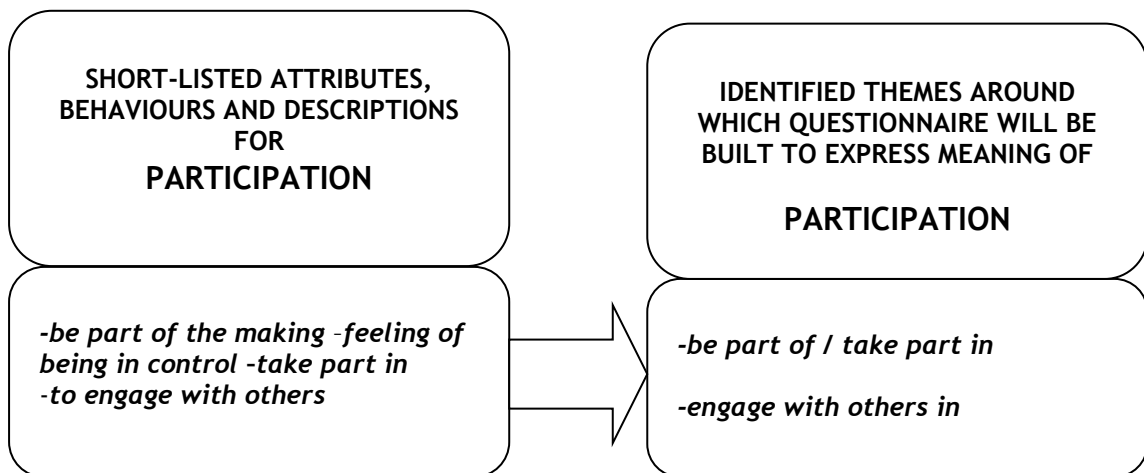 SHORT-LISTED ATTRIBUTES,
BEHAVIOURS AND DESCRIPTIONS
FOR
PARTICIPATION
-be part of the making –feeling of
being in control –take part in
-to engage with others
IDENTIFIED THEMES AROUND
WHICH QUESTIONNAIRE WILL BE
BUILT TO EXPRESS MEANING OF
PARTICIPATION
-be part of / take part in
-engage with others in